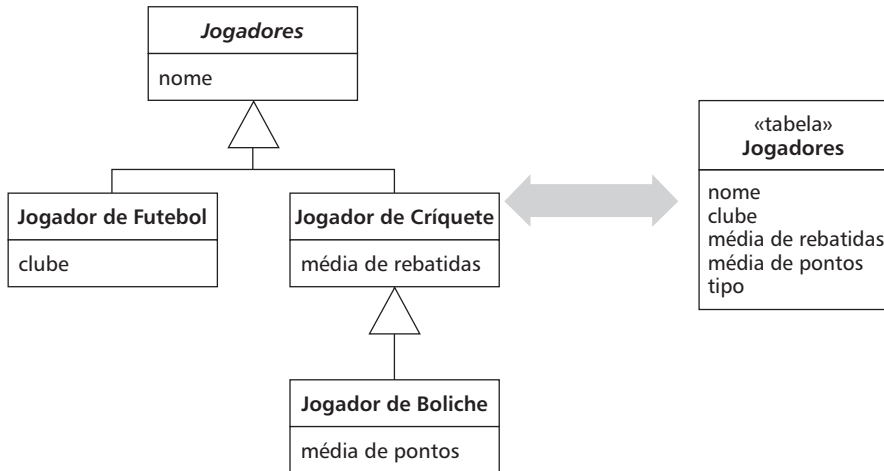 Jogadores
nome
Jogador de Futebol
clube
Jogador de Críquete
média de rebatidas
Jogador de Boliche
média de pontos
«tabela»
Jogadores
nome
clube
média de rebatidas
média de pontos
tipo